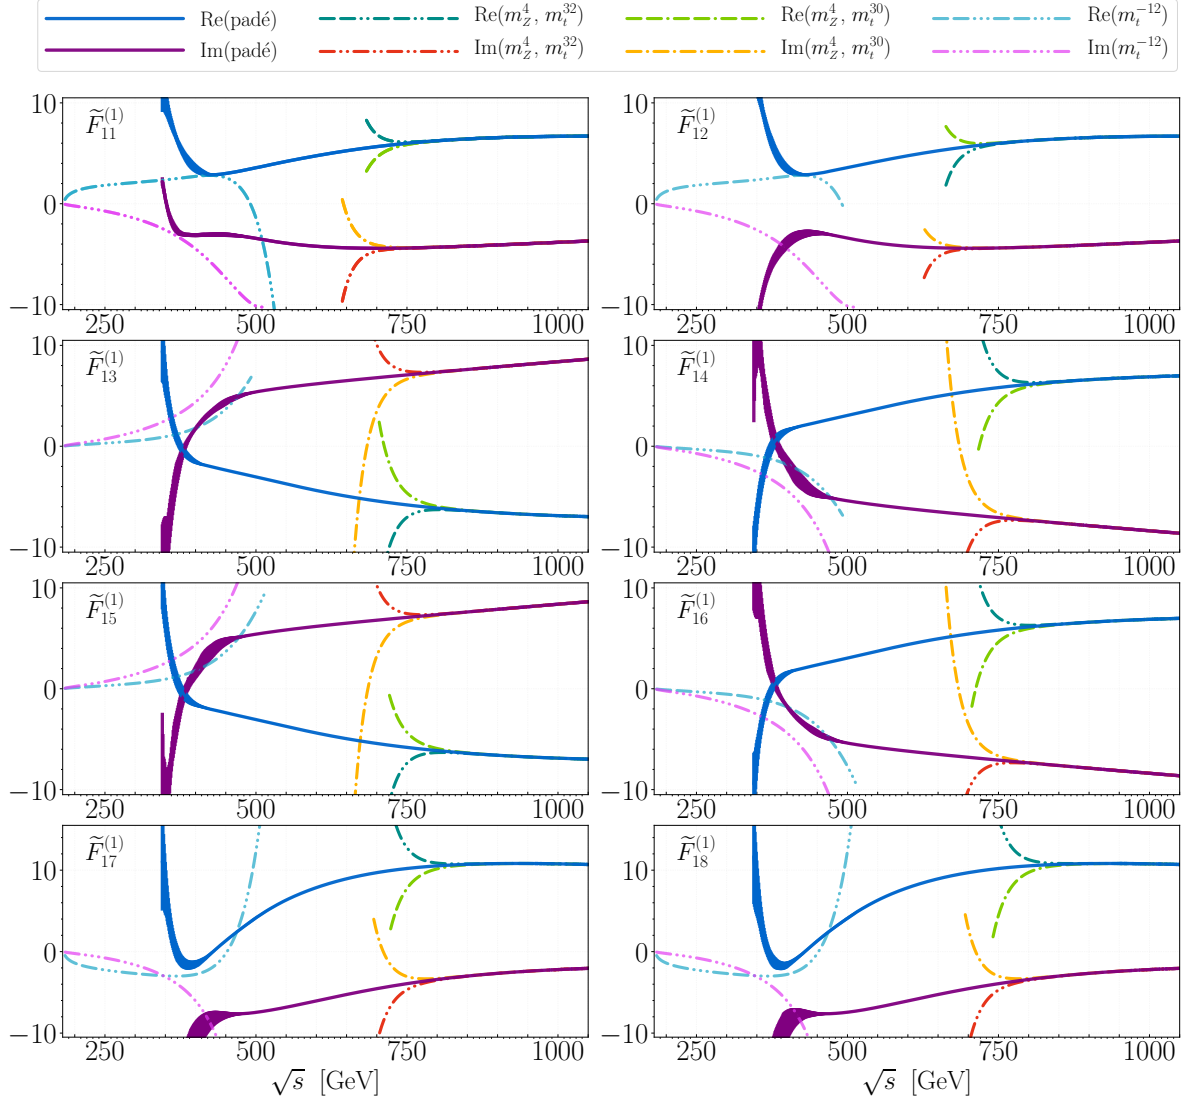 Re(padé) Re(m_Z^4, m_t^32) Re(m_Z^4, m_t^30) Re(m_t^-12)
Im(padé) Im(m_Z^4, m_t^32) Im(m_Z^4, m_t^30) Im(m_t^-12)
10 F̃_11^(1) 10 F̃_12^(1)
0 0
−10 −10
250 500 750 1000 250 500 750 1000
10 F̃_13^(1) 10 F̃_14^(1)
0 0
−10 −10
250 500 750 1000 250 500 750 1000
10 F̃_15^(1) 10 F̃_16^(1)
0 0
−10 −10
250 500 750 1000 250 500 750 1000
F̃_17^(1) F̃_18^(1)
10 10
0 0
−10 −10
250 500 750 1000 250 500 750 1000
√s [GeV] √s [GeV]